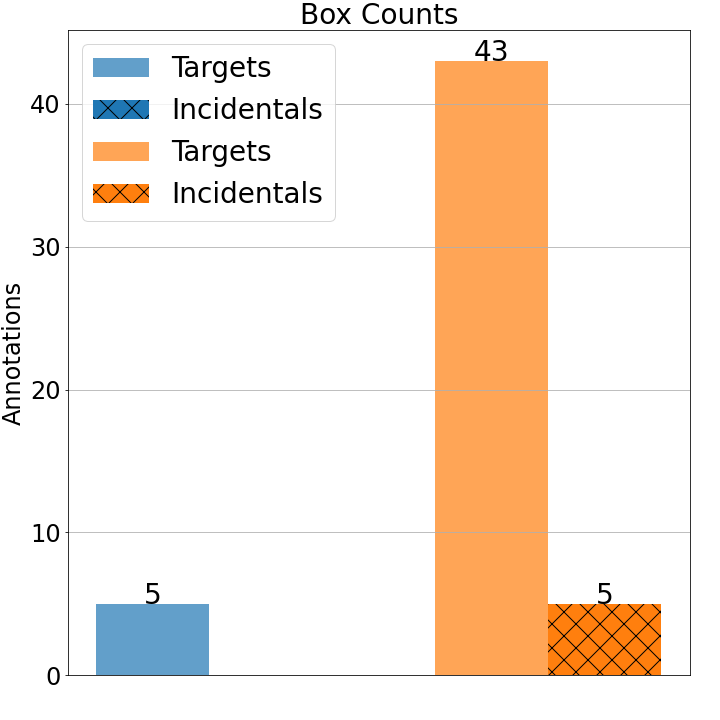 Box Counts
Targets
Incidentals
Targets
Incidentals
43
5
5
40
30
20
10
0
Annotations